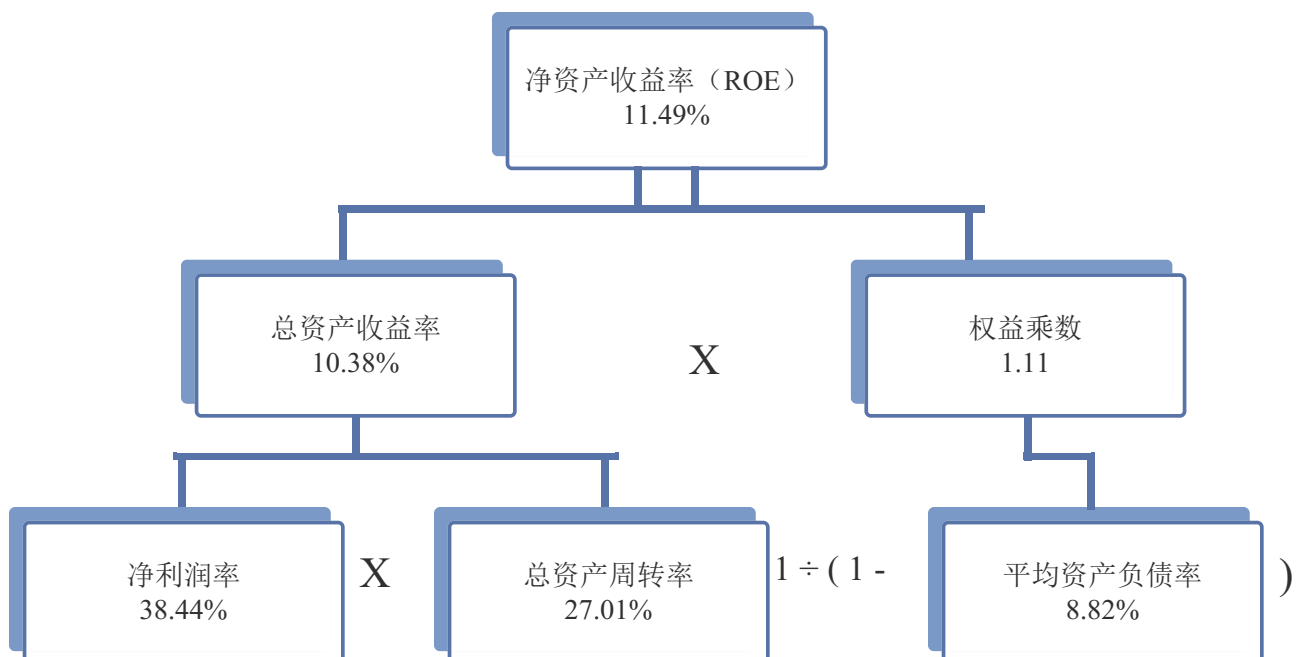 净资产收益率（ROE）
11.49%
总资产收益率
10.38%
X
权益乘数
1.11
净利润率
38.44%
X
总资产周转率
27.01%
1 ÷ ( 1 -
平均资产负债率
8.82%
)